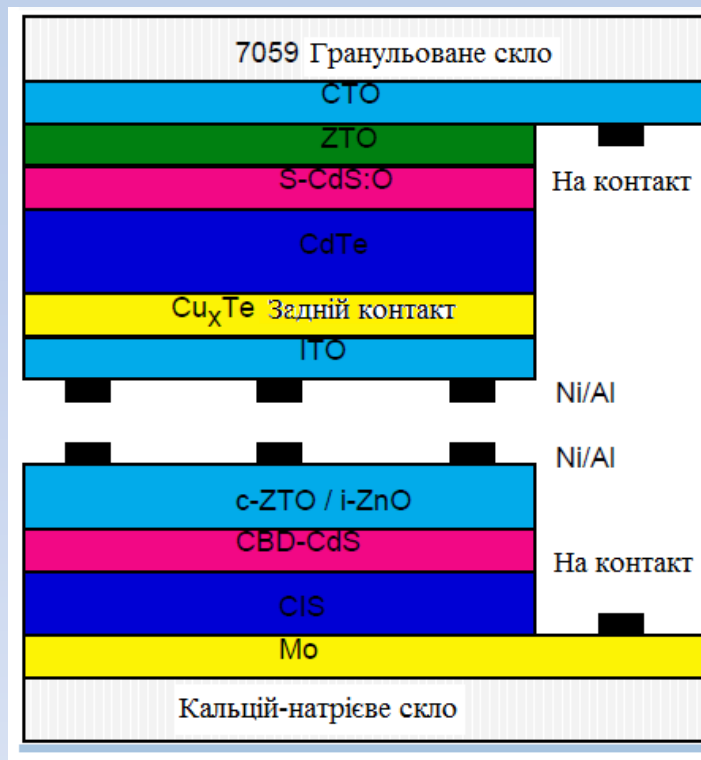 7059 Гранульоване скло
CTO
ZTO
S-CdS:O
На контакт
CdTe
CuXTe Задній контакт
ITO
Ni/Al
Ni/Al
c-ZTO / i-ZnO
CBD-CdS
На контакт
CIS
Mo
Кальцій-натрієве скло